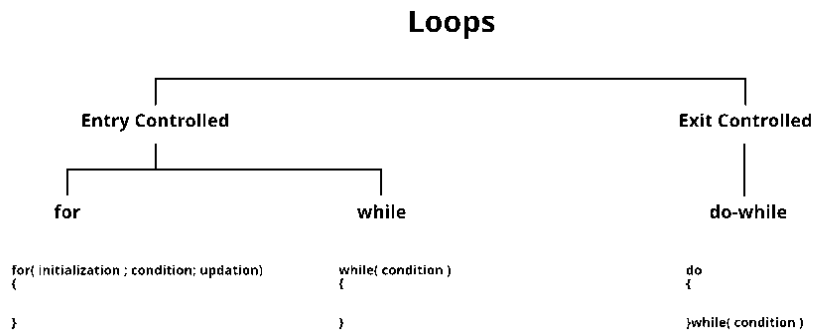 Loops
Entry Controlled
Exit Controlled
for
while
do-while
for( initialization ; condition; updation)
{
}
while( condition )
{
}
do
{
}while( condition )